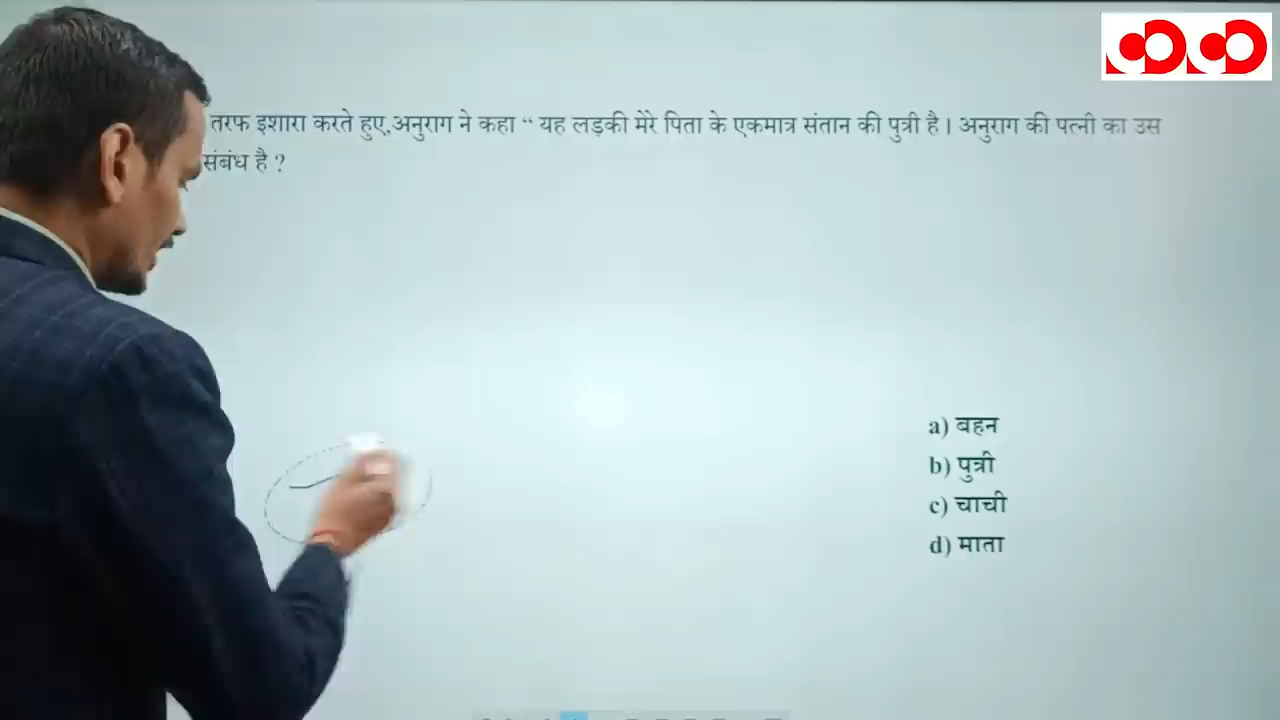 तरफ इशारा करते हुए,अनुराग ने कहा “ यह लड़की मेरे पिता के एकमात्र संतान की पुत्री है । अनुराग की पत्नी का उस
संबंध है ?
a) बहन
b) पुत्री
c) चाची
d) माता